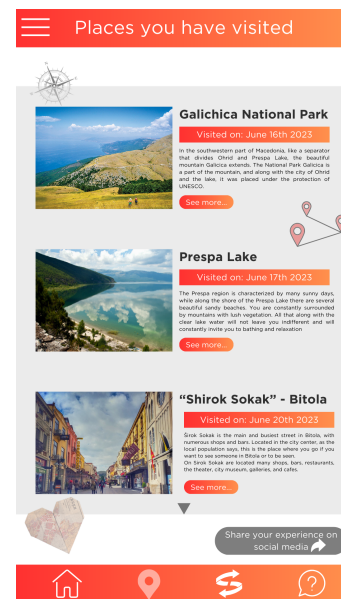 Places you have visited
Galichica National Park
Visited on: June 16th 2023
In the southwestern part of Macedonia, like a separator
that divides Ohrid and Prespa Lake, the beautiful
mountain Galicica extends. The National Park Galicica is
a part of the mountain, and along with the city of Ohrid
and the lake, it was placed under the protection of
UNESCO.
See more...
Prespa Lake
Visited on: June 17th 2023
The Prespa region is characterized by many sunny days,
while along the shore of the Prespa Lake there are several
beautiful sandy beaches. You are constantly surrounded
by mountains with lush vegetation. All that along with the
clear lake water will not leave you indifferent and will
constantly invite you to bathing and relaxation
See more...
“Shirok Sokak” - Bitola
Visited on: June 20th 2023
Sirok Sokak is the main and busiest street in Bitola, with
numerous shops and bars. Located in the city center, as the
local population says, this is the place where you go if you
want to see someone in Bitola or to be seen.
On Sirok Sokak are located many shops, bars, restaurants,
the theater, city museum, galleries, and cafes.
See more...
Share your experience on
social media